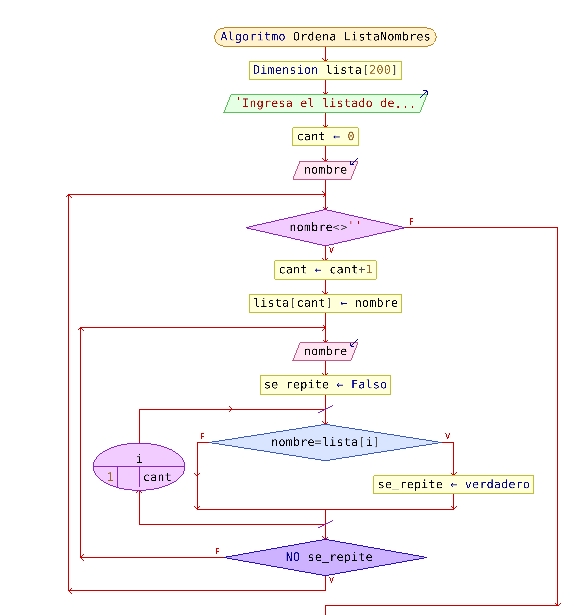 Algoritmo Ordena ListaNombres
Dimension lista[200]
'Ingresa el listado de...
cant ← 0
nombre
nombre<>''
F
V
cant ← cant+1
lista[cant] ← nombre
nombre
se repite ← Falso
F
nombre=lista[i]
V
i
1
cant
se_repite ← verdadero
F
NO se_repite
V